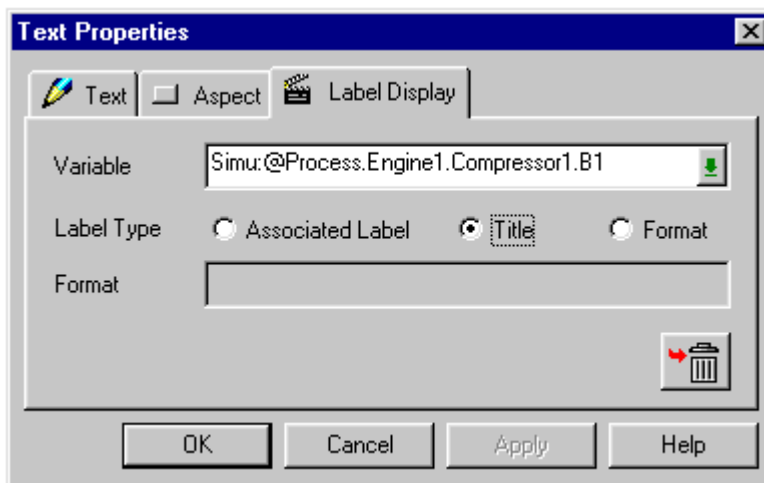 Text Properties
Text Aspect Label Display
Variable Simu:@Process.Engine1.Compressor1.B1
Label Type Associated Label Title Format
Format
OK Cancel Apply Help